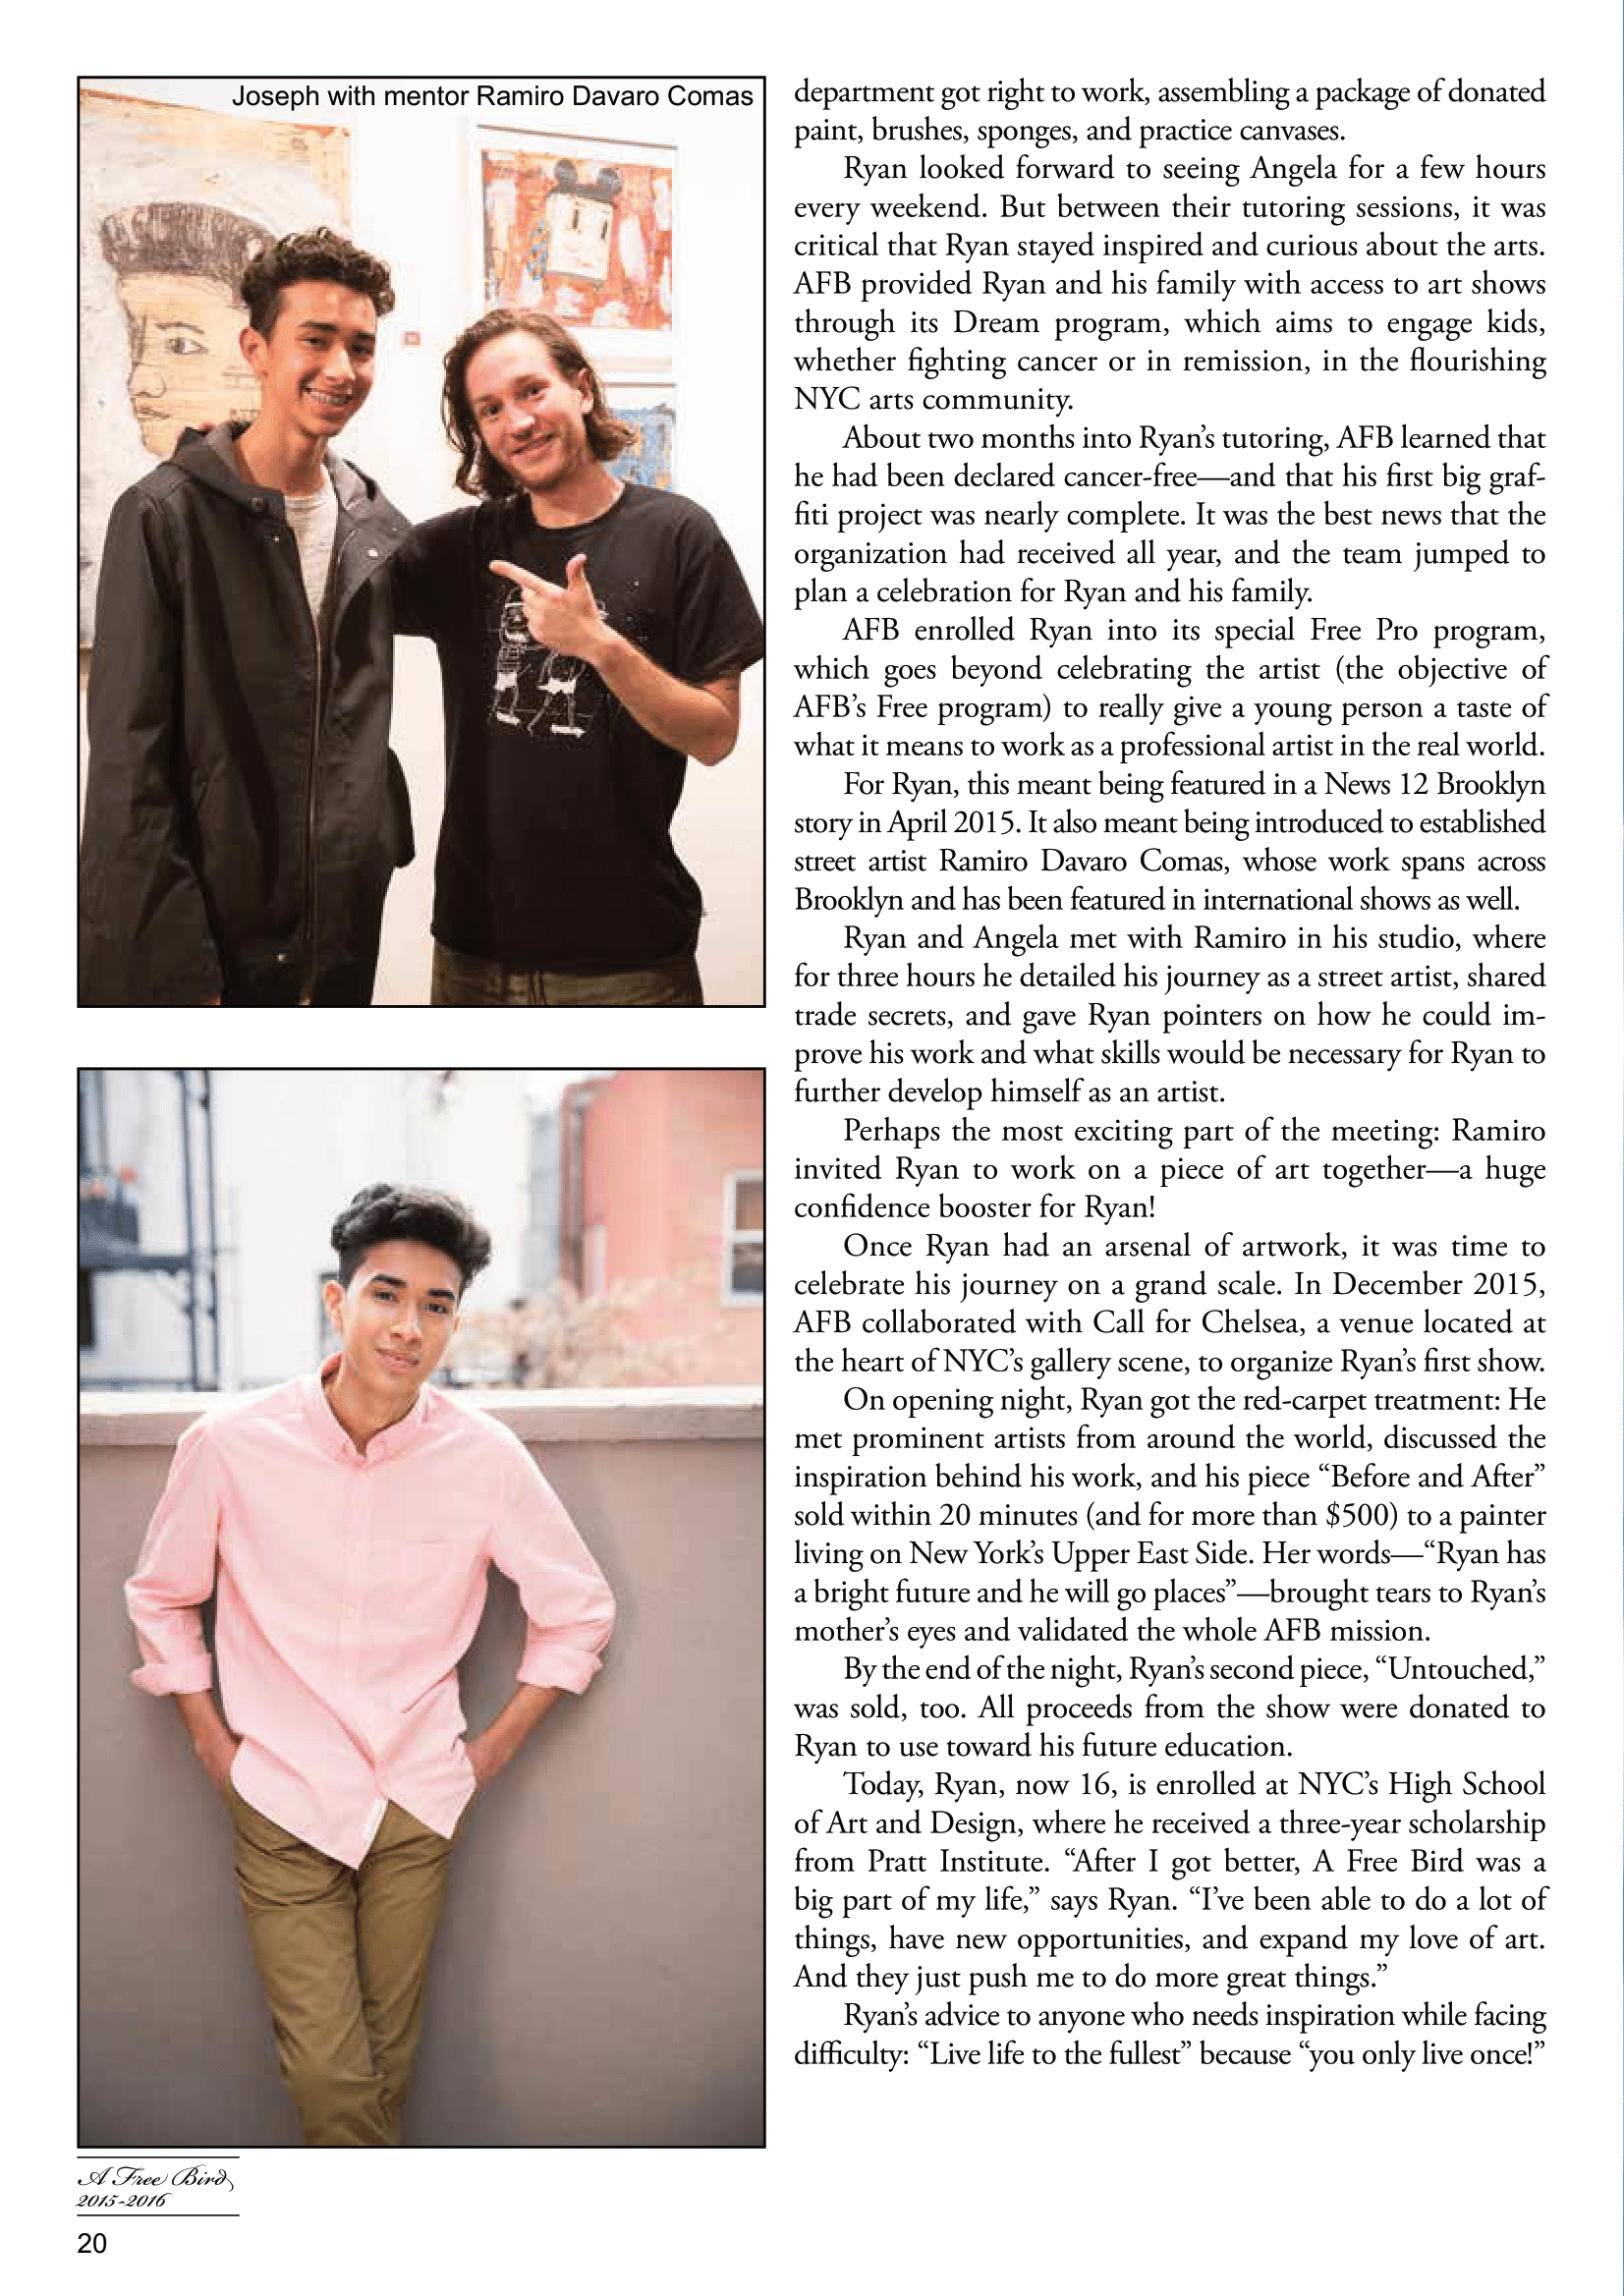 Joseph with mentor Ramiro Davaro Comas
department got right to work, assembling a package of donated
paint, brushes, sponges, and practice canvases.
Ryan looked forward to seeing Angela for a few hours
every weekend. But between their tutoring sessions, it was
critical that Ryan stayed inspired and curious about the arts.
AFB provided Ryan and his family with access to art shows
through its Dream program, which aims to engage kids,
whether fighting cancer or in remission, in the flourishing
NYC arts community.
About two months into Ryan’s tutoring, AFB learned that
he had been declared cancer-free—and that his first big graf-
fiti project was nearly complete. It was the best news that the
organization had received all year, and the team jumped to
plan a celebration for Ryan and his family.
AFB enrolled Ryan into its special Free Pro program,
which goes beyond celebrating the artist (the objective of
AFB’s Free program) to really give a young person a taste of
what it means to work as a professional artist in the real world.
For Ryan, this meant being featured in a News 12 Brooklyn
story in April 2015. It also meant being introduced to established
street artist Ramiro Davaro Comas, whose work spans across
Brooklyn and has been featured in international shows as well.
Ryan and Angela met with Ramiro in his studio, where
for three hours he detailed his journey as a street artist, shared
trade secrets, and gave Ryan pointers on how he could im-
prove his work and what skills would be necessary for Ryan to
further develop himself as an artist.
Perhaps the most exciting part of the meeting: Ramiro
invited Ryan to work on a piece of art together—a huge
confidence booster for Ryan!
Once Ryan had an arsenal of artwork, it was time to
celebrate his journey on a grand scale. In December 2015,
AFB collaborated with Call for Chelsea, a venue located at
the heart of NYC’s gallery scene, to organize Ryan’s first show.
On opening night, Ryan got the red-carpet treatment: He
met prominent artists from around the world, discussed the
inspiration behind his work, and his piece “Before and After”
sold within 20 minutes (and for more than $500) to a painter
living on New York’s Upper East Side. Her words—“Ryan has
a bright future and he will go places”—brought tears to Ryan’s
mother’s eyes and validated the whole AFB mission.
By the end of the night, Ryan’s second piece, “Untouched,”
was sold, too. All proceeds from the show were donated to
Ryan to use toward his future education.
Today, Ryan, now 16, is enrolled at NYC’s High School
of Art and Design, where he received a three-year scholarship
from Pratt Institute. “After I got better, A Free Bird was a
big part of my life,” says Ryan. “I’ve been able to do a lot of
things, have new opportunities, and expand my love of art.
And they just push me to do more great things.”
Ryan’s advice to anyone who needs inspiration while facing
difficulty: “Live life to the fullest” because “you only live once!”
A Free Bird
2015-2016
20